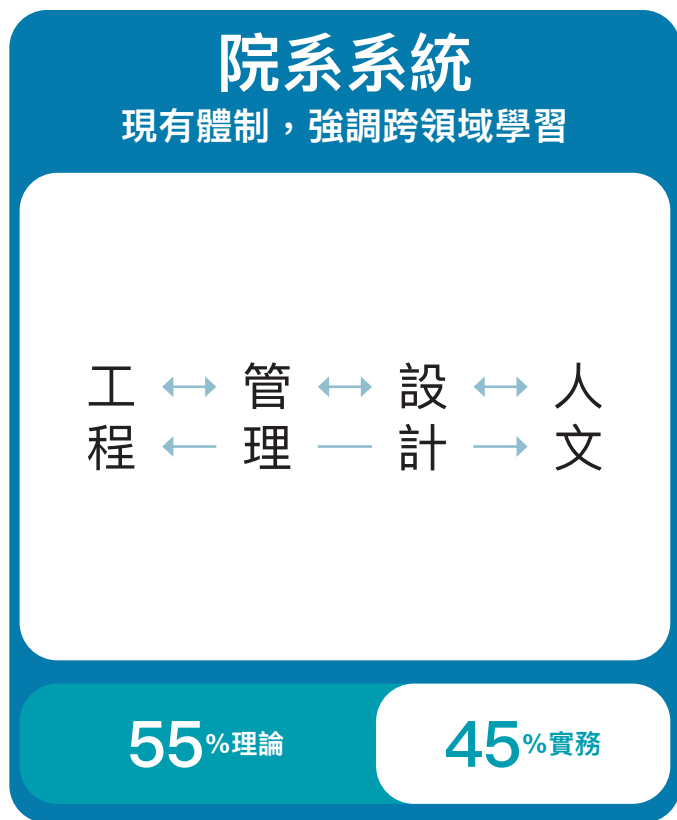 院系系統
現有體制，強調跨領域學習
工程 管理 設計 人文
55%理論 45%實務